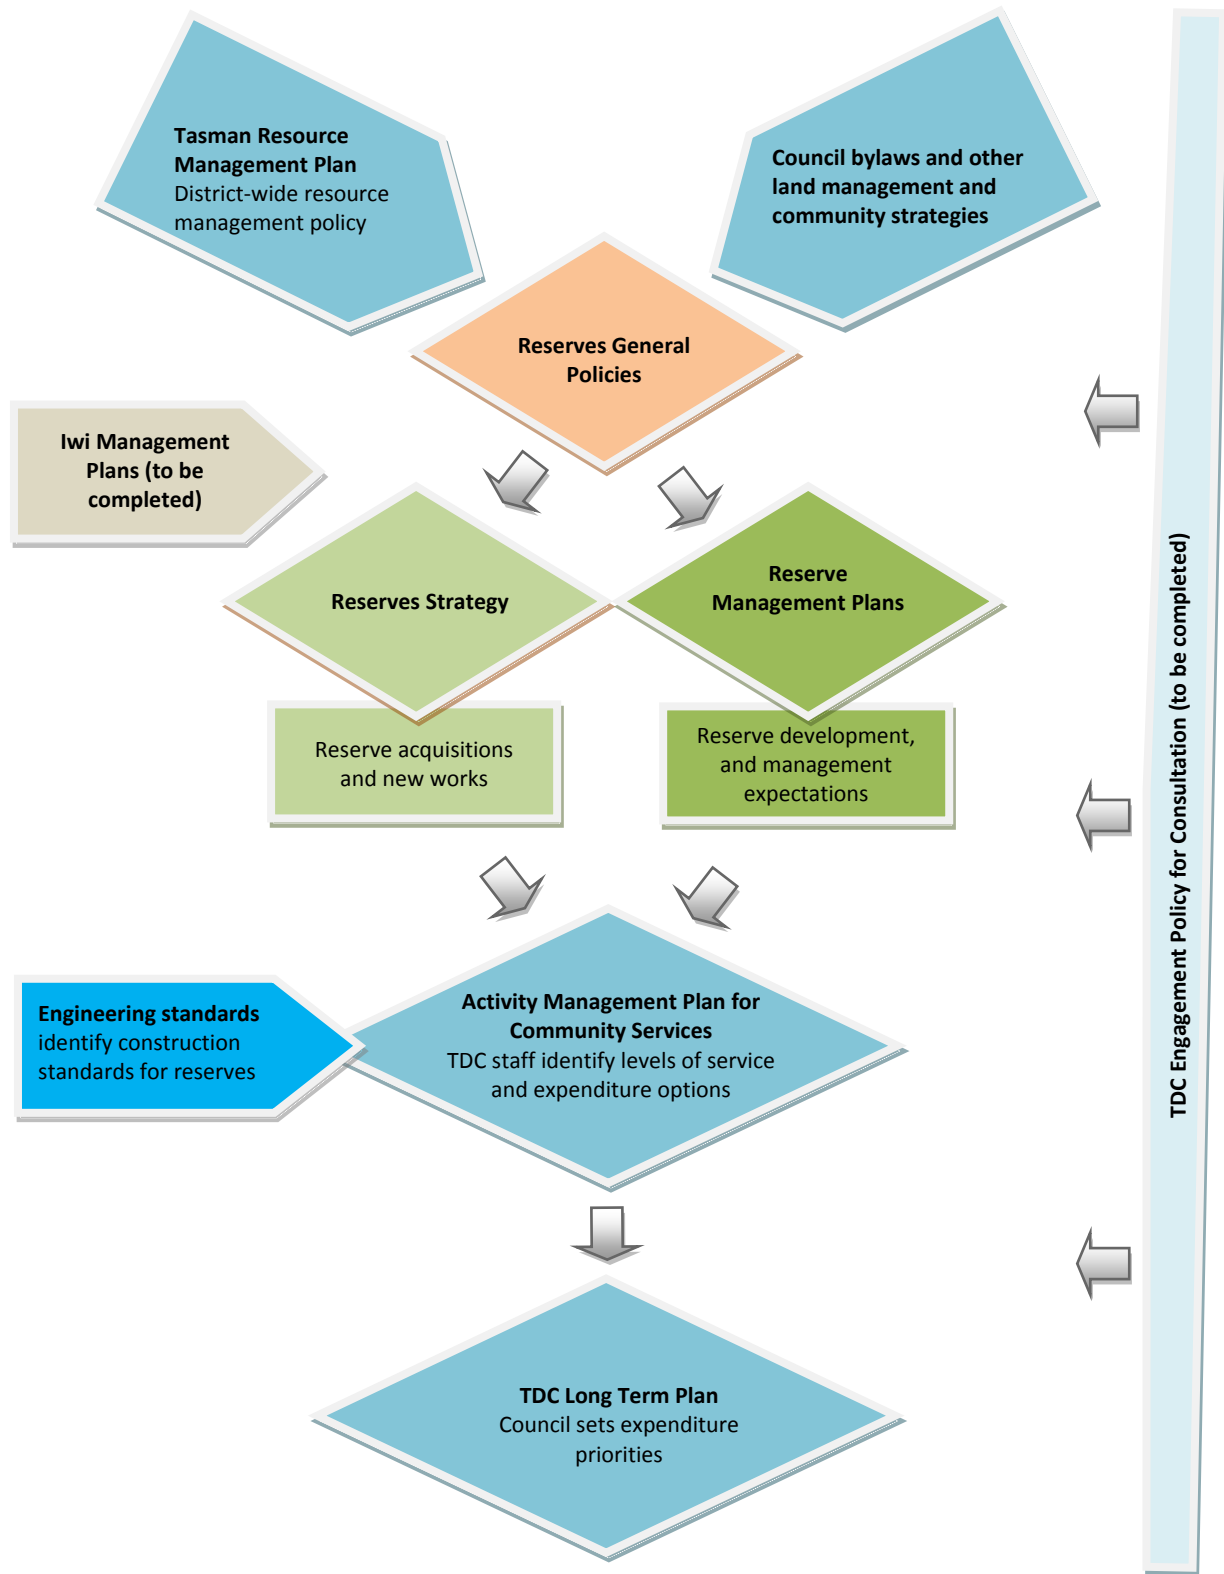 Tasman Resource
Management Plan
District-wide resource
management policy
Council bylaws and other
land management and
community strategies
Reserves General
Policies
Iwi Management
Plans (to be
completed)
Reserves Strategy
Reserve
Management Plans
Reserve acquisitions
and new works
Reserve development,
and management
expectations
Engineering standards
identify construction
standards for reserves
Activity Management Plan for
Community Services
TDC staff identify levels of service
and expenditure options
TDC Long Term Plan
Council sets expenditure
priorities
TDC Engagement Policy for Consultation (to be completed)